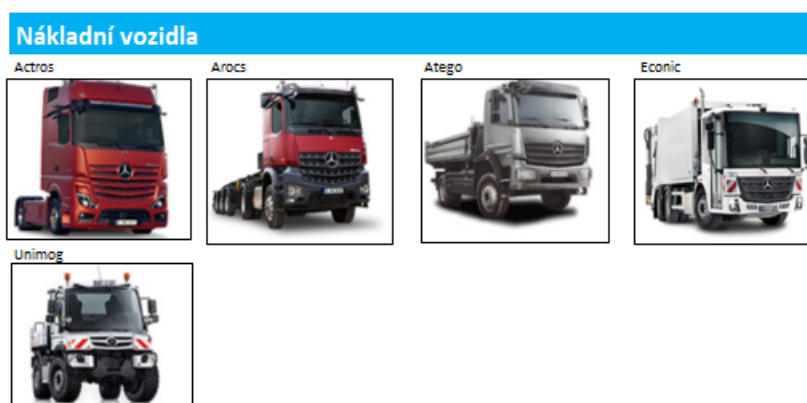 Nákladní vozidla
Actros
Arocs
Atego
Econic
Unimog